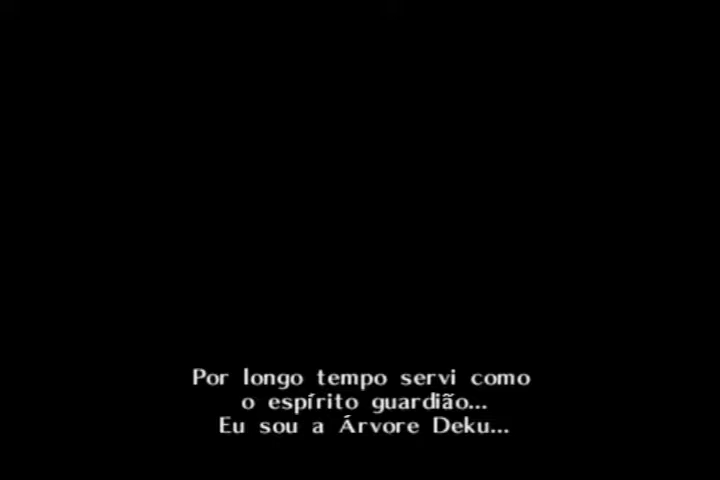 Por longo tempo servi como
o espírito guardião...
Eu sou a Árvore Deku...